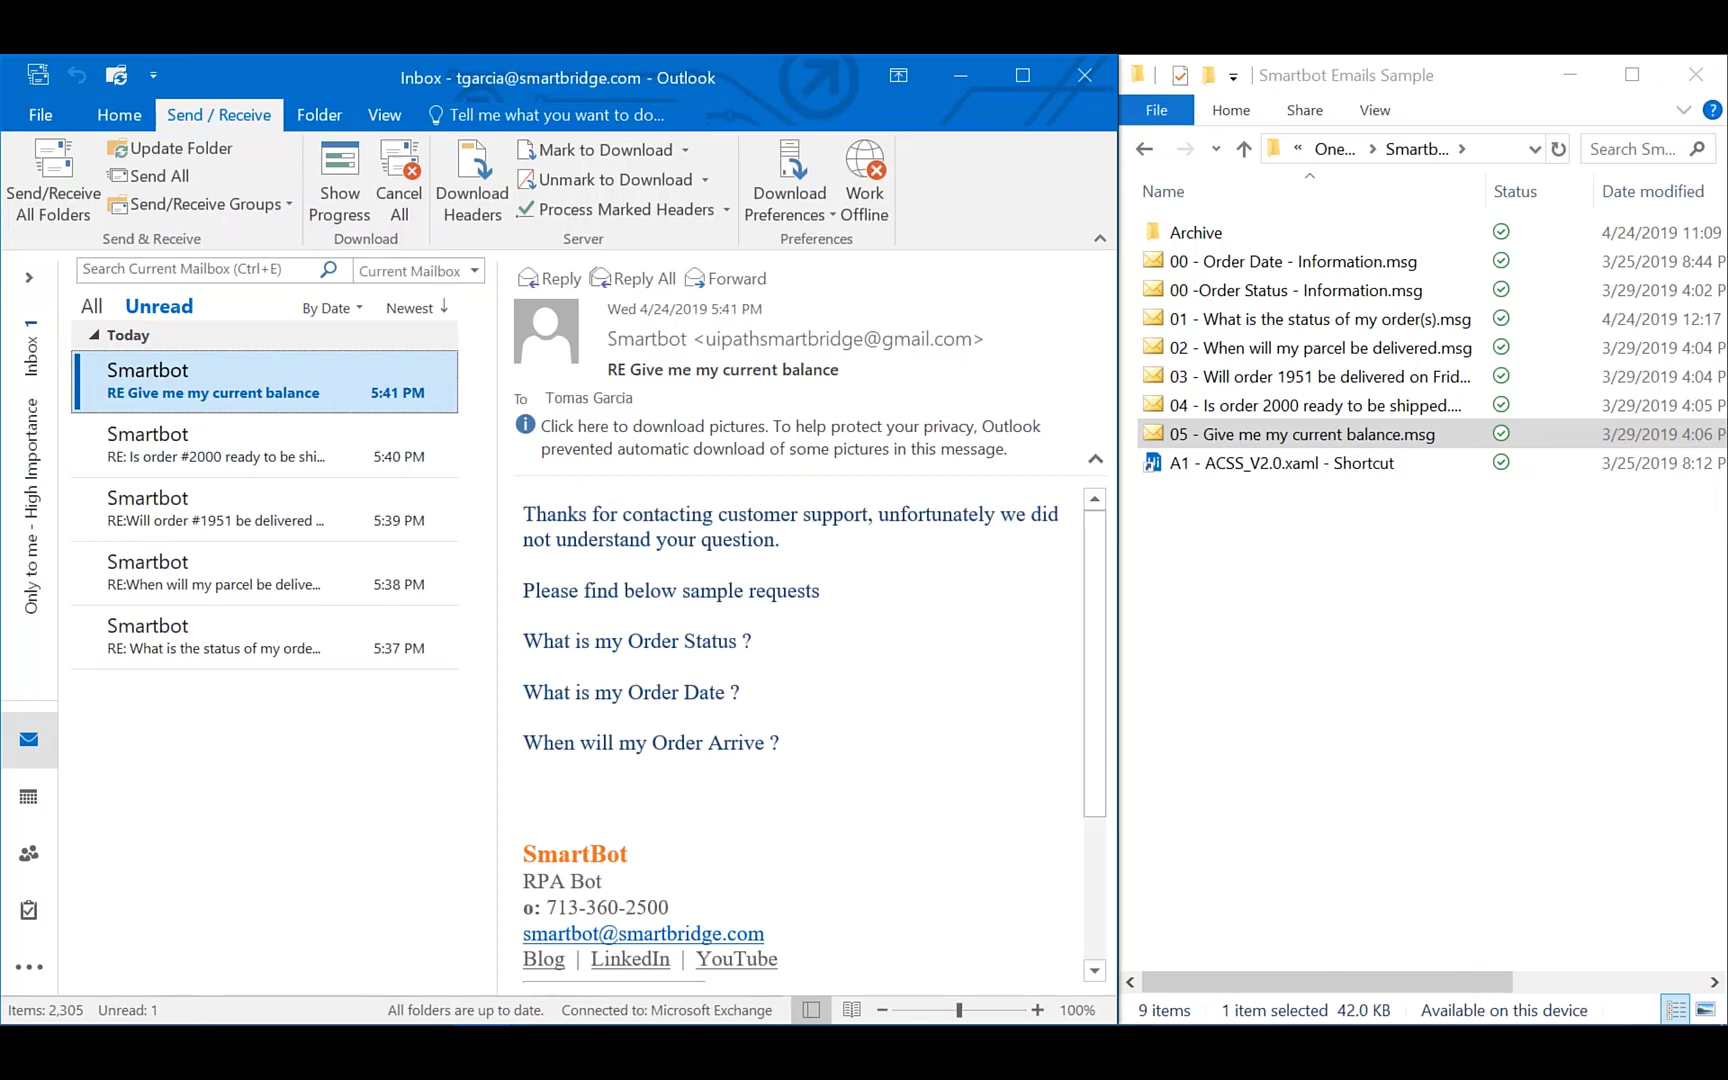 Inbox - tgarcia@smartbridge.com - Outlook
File
Home
Send / Receive
Folder
View
Tell me what you want to do...
Send/Receive
All Folders
Update Folder
Send All
Send/Receive Groups
Send & Receive
Show
Progress
Cancel
All
Download
Download
Headers
Mark to Download
Unmark to Download
Process Marked Headers
Server
Download
Preferences
Work
Offline
Preferences
Inbox 1
Only to me - High Importance
Search Current Mailbox (Ctrl+E)
Current Mailbox
All
Unread
By Date
Newest
Today
Smartbot
RE Give me my current balance
5:41 PM
Smartbot
RE: Is order #2000 ready to be shi...
5:40 PM
Smartbot
RE:Will order #1951 be delivered ...
5:39 PM
Smartbot
RE:When will my parcel be delive...
5:38 PM
Smartbot
RE: What is the status of my orde...
5:37 PM
Reply
Reply All
Forward
Wed 4/24/2019 5:41 PM
Smartbot <uipathsmartbridge@gmail.com>
RE Give me my current balance
To Tomas Garcia
Click here to download pictures. To help protect your privacy, Outlook
prevented automatic download of some pictures in this message.
Thanks for contacting customer support, unfortunately we did
not understand your question.
Please find below sample requests
What is my Order Status ?
What is my Order Date ?
When will my Order Arrive ?
SmartBot
RPA Bot
o: 713-360-2500
smartbot@smartbridge.com
Blog | LinkedIn | YouTube
Items: 2,305
Unread: 1
All folders are up to date.
Connected to: Microsoft Exchange
100%
Smartbot Emails Sample
File
Home
Share
View
« One...
Smartb...
Search Sm...
Name
Status
Date modified
Archive
4/24/2019 11:09
00 - Order Date - Information.msg
3/25/2019 8:44 P
00 -Order Status - Information.msg
3/29/2019 4:02 P
01 - What is the status of my order(s).msg
4/24/2019 12:17
02 - When will my parcel be delivered.msg
3/29/2019 4:04 P
03 - Will order 1951 be delivered on Frid...
3/29/2019 4:04 P
04 - Is order 2000 ready to be shipped....
3/29/2019 4:05 P
05 - Give me my current balance.msg
3/29/2019 4:06 P
A1 - ACSS_V2.0.xaml - Shortcut
3/25/2019 8:12 P
9 items
1 item selected 42.0 KB
Available on this device